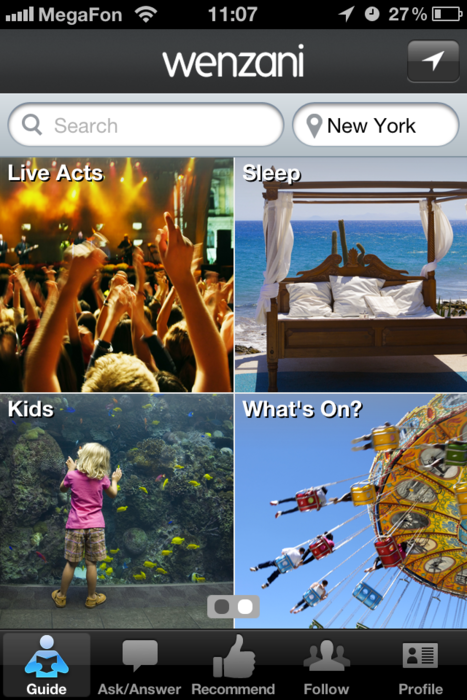 MegaFon 11:07 27%
wenzani
Search New York
Live Acts Sleep
Kids What's On?
Guide Ask/Answer Recommend Follow Profile